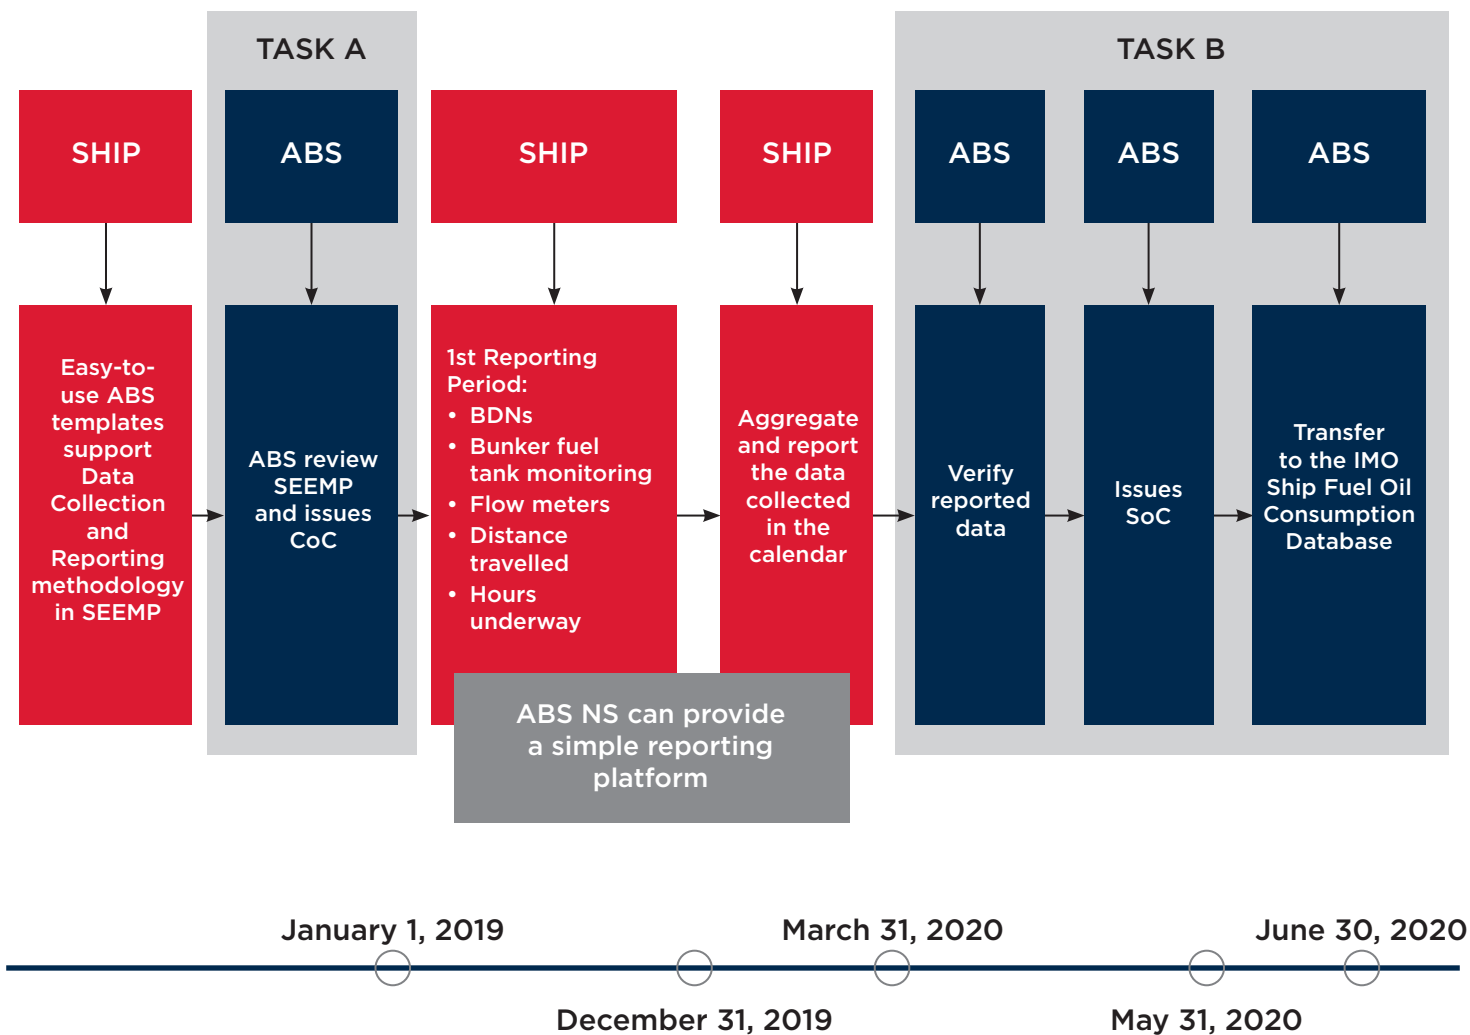 TASK A
TASK B
SHIP
ABS
SHIP
SHIP
ABS
ABS
ABS
Easy-to-
use ABS
templates
support
Data
Collection
and
Reporting
methodology
in SEEMP
ABS review
SEEMP
and issues
CoC
1st Reporting
Period:
• BDNs
• Bunker fuel
tank monitoring
• Flow meters
• Distance
travelled
• Hours
underway
Aggregate
and report
the data
collected
in the
calendar
Verify
reported
data
Issues
SoC
Transfer
to the IMO
Ship Fuel Oil
Consumption
Database
ABS NS can provide
a simple reporting
platform
January 1, 2019
March 31, 2020
June 30, 2020
December 31, 2019
May 31, 2020